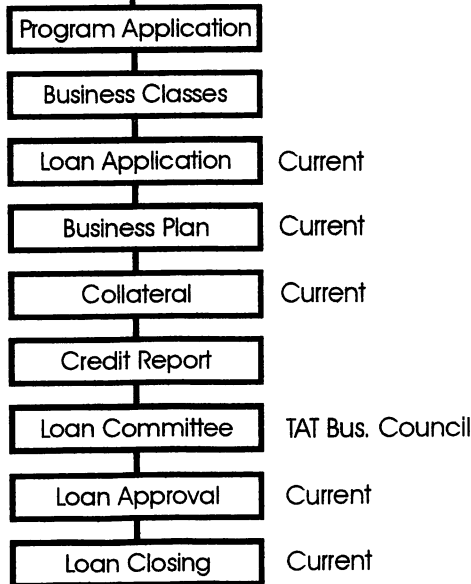 Program Application
Business Classes
Loan Application Current
Business Plan Current
Collateral Current
Credit Report
Loan Committee TAT Bus. Council
Loan Approval Current
Loan Closing Current